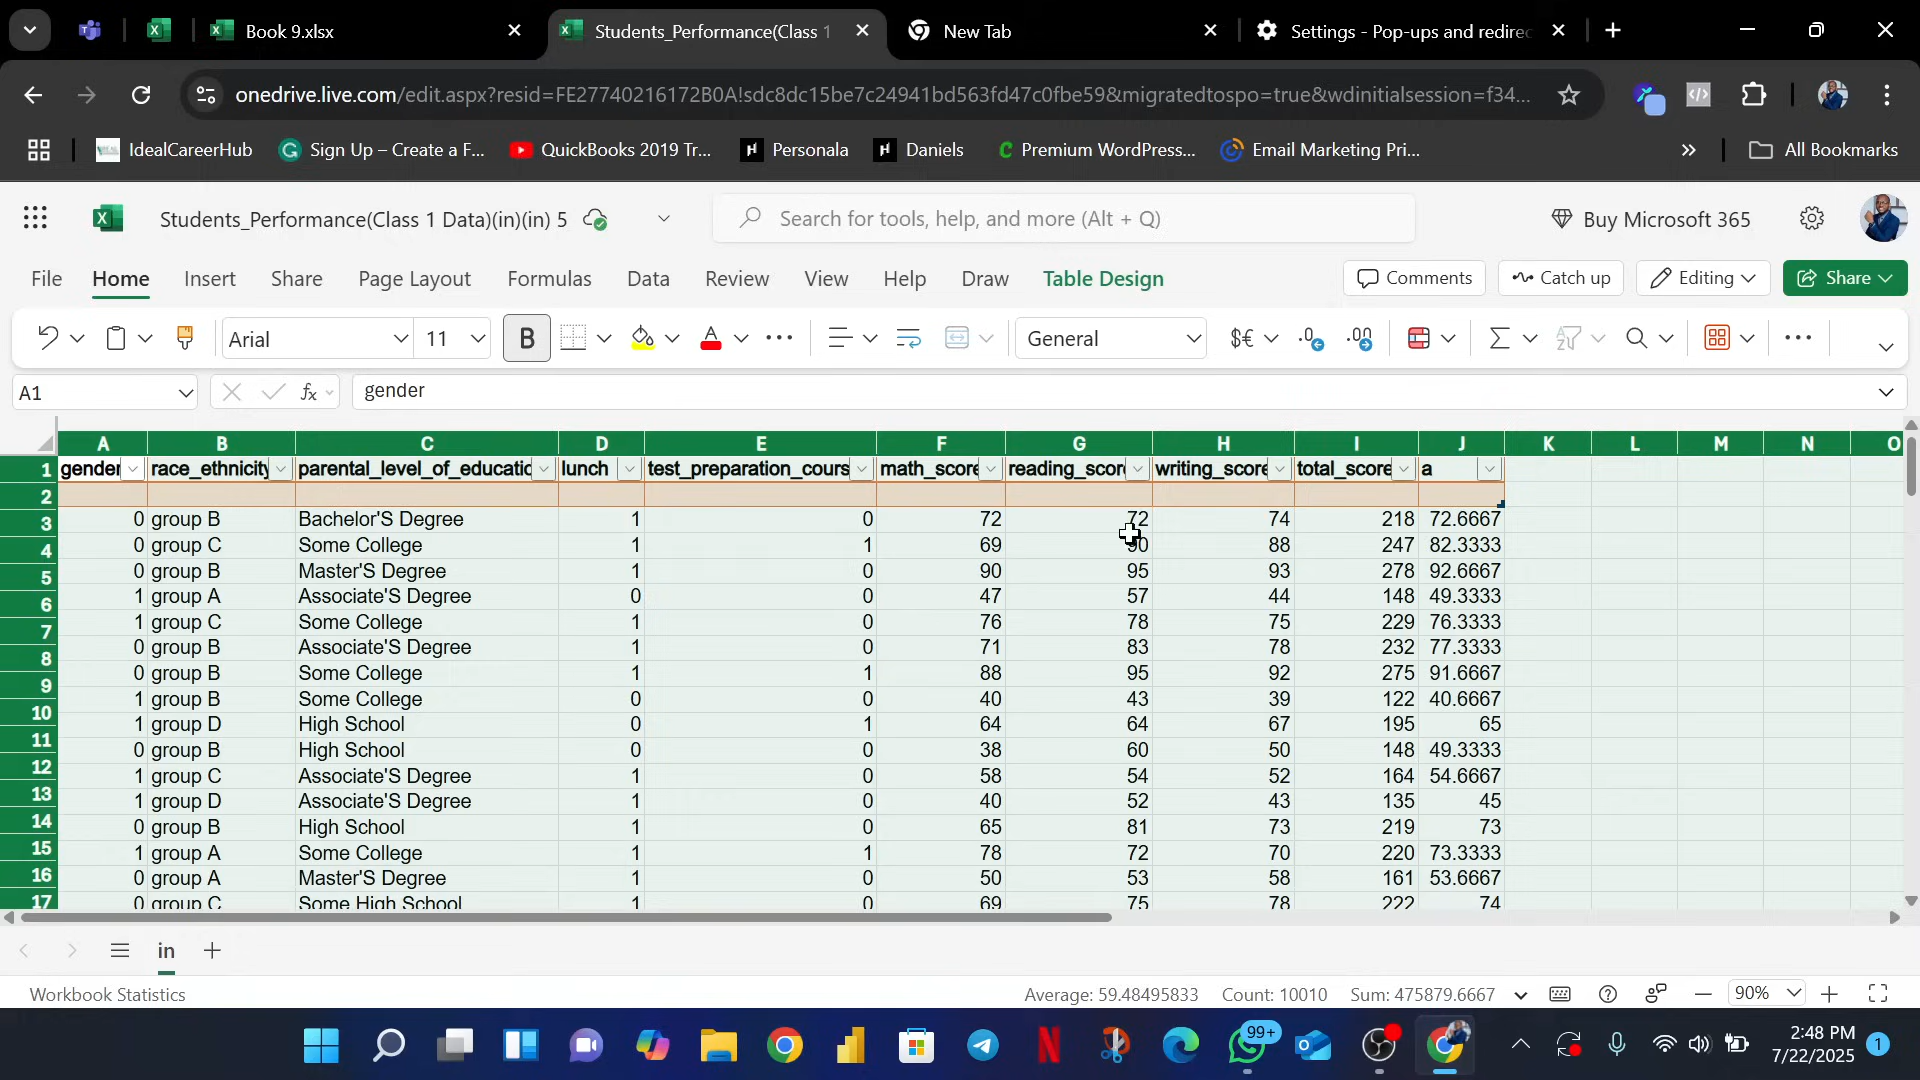 Book 9.xlsx
Students_Performance(Class 1
New Tab
Settings - Pop-ups and redirec
onedrive.live.com/edit.aspx?resid=FE27740216172B0A!sdc8dc15be7c24941bd563fd47c0fbe59&migratedtospo=true&wdinitialsession=f34...
IdealCareerHub
Sign Up – Create a F...
QuickBooks 2019 Tr...
Personala
Daniels
Premium WordPress...
Email Marketing Pri...
All Bookmarks
Students_Performance(Class 1 Data)(in)(in) 5
Search for tools, help, and more (Alt + Q)
Buy Microsoft 365
File Home Insert Share Page Layout Formulas Data Review View Help Draw Table Design
Comments Catch up Editing Share
Arial 11 B General
A1 fx gender
A B C D E F G H I J K L M N O
1 gender race_ethnicity parental_level_of_educatio lunch test_preparation_cours math_score reading_scor writing_score total_score a
2
3 0 group B Bachelor'S Degree 1 0 72 72 74 218 72.6667
4 0 group C Some College 1 1 69 90 88 247 82.3333
5 0 group B Master'S Degree 1 0 90 95 93 278 92.6667
6 1 group A Associate'S Degree 0 0 47 57 44 148 49.3333
7 1 group C Some College 1 0 76 78 75 229 76.3333
8 0 group B Associate'S Degree 1 0 71 83 78 232 77.3333
9 0 group B Some College 1 1 88 95 92 275 91.6667
10 1 group B Some College 0 0 40 43 39 122 40.6667
11 1 group D High School 0 1 64 64 67 195 65
12 0 group B High School 0 0 38 60 50 148 49.3333
13 1 group C Associate'S Degree 1 0 58 54 52 164 54.6667
14 1 group D Associate'S Degree 1 0 40 52 43 135 45
15 0 group B High School 1 0 65 81 73 219 73
16 1 group A Some College 1 1 78 72 70 220 73.3333
17 0 group A Master'S Degree 1 0 50 53 58 161 53.6667
0 group C Some High School 1 0 69 75 78 222 74
in
Workbook Statistics
Average: 59.48495833 Count: 10010 Sum: 475879.6667
90%
99+
2:48 PM
7/22/2025
1